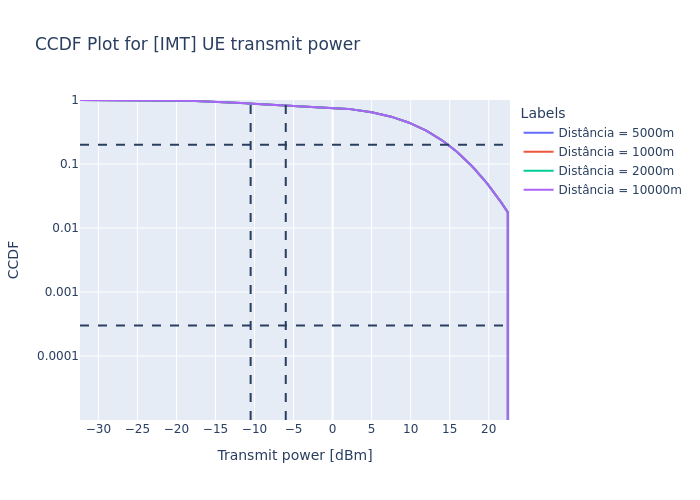 CCDF Plot for [IMT] UE transmit power
Labels
Distância = 5000m
Distância = 1000m
Distância = 2000m
Distância = 10000m
CCDF
1
0.1
0.01
0.001
0.0001
−30 −25 −20 −15 −10 −5 0 5 10 15 20
Transmit power [dBm]